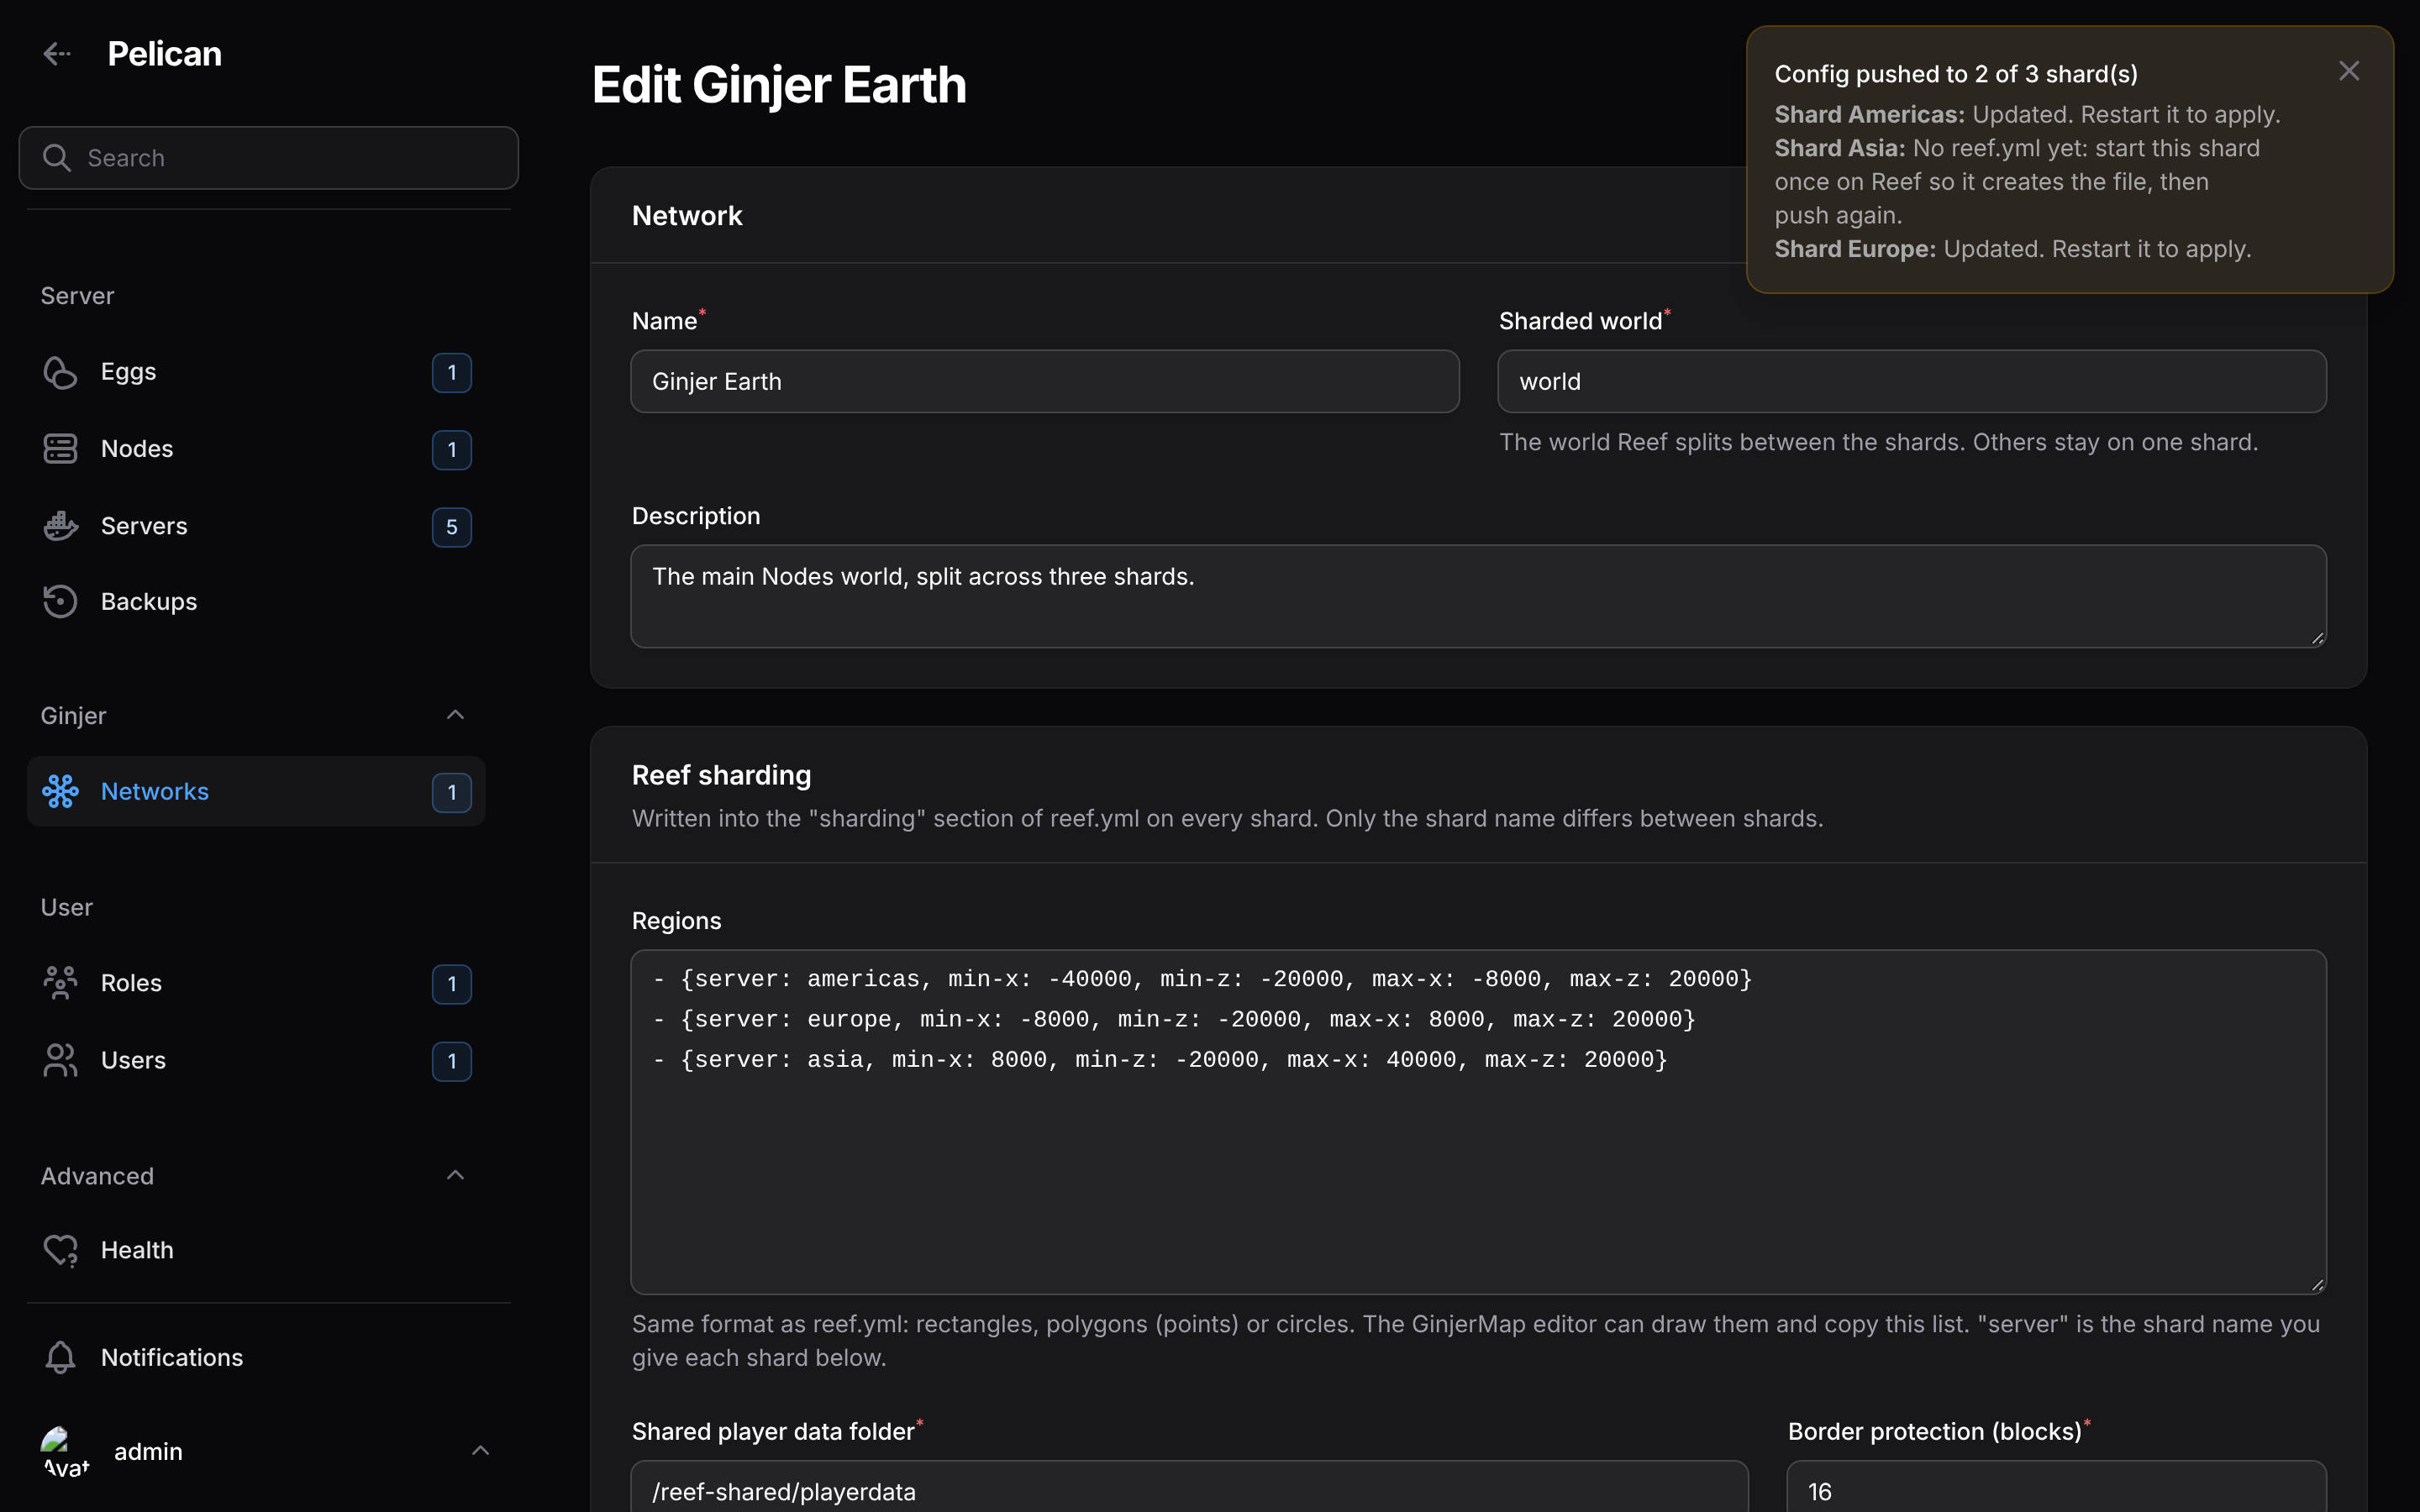 Pelican
Search
Server
Eggs 1
Nodes 1
Servers 5
Backups
Ginjer
Networks 1
User
Roles 1
Users 1
Advanced
Health
Notifications
Avat
admin
Edit Ginjer Earth
Config pushed to 2 of 3 shard(s)
Shard Americas: Updated. Restart it to apply.
Shard Asia: No reef.yml yet: start this shard
once on Reef so it creates the file, then
push again.
Shard Europe: Updated. Restart it to apply.
Network
Name*
Ginjer Earth
Sharded world*
world
The world Reef splits between the shards. Others stay on one shard.
Description
The main Nodes world, split across three shards.
Reef sharding
Written into the "sharding" section of reef.yml on every shard. Only the shard name differs between shards.
Regions
- {server: americas, min-x: -40000, min-z: -20000, max-x: -8000, max-z: 20000}
- {server: europe, min-x: -8000, min-z: -20000, max-x: 8000, max-z: 20000}
- {server: asia, min-x: 8000, min-z: -20000, max-x: 40000, max-z: 20000}
Same format as reef.yml: rectangles, polygons (points) or circles. The GinjerMap editor can draw them and copy this list. "server" is the shard name you
give each shard below.
Shared player data folder*
/reef-shared/playerdata
Border protection (blocks)*
16